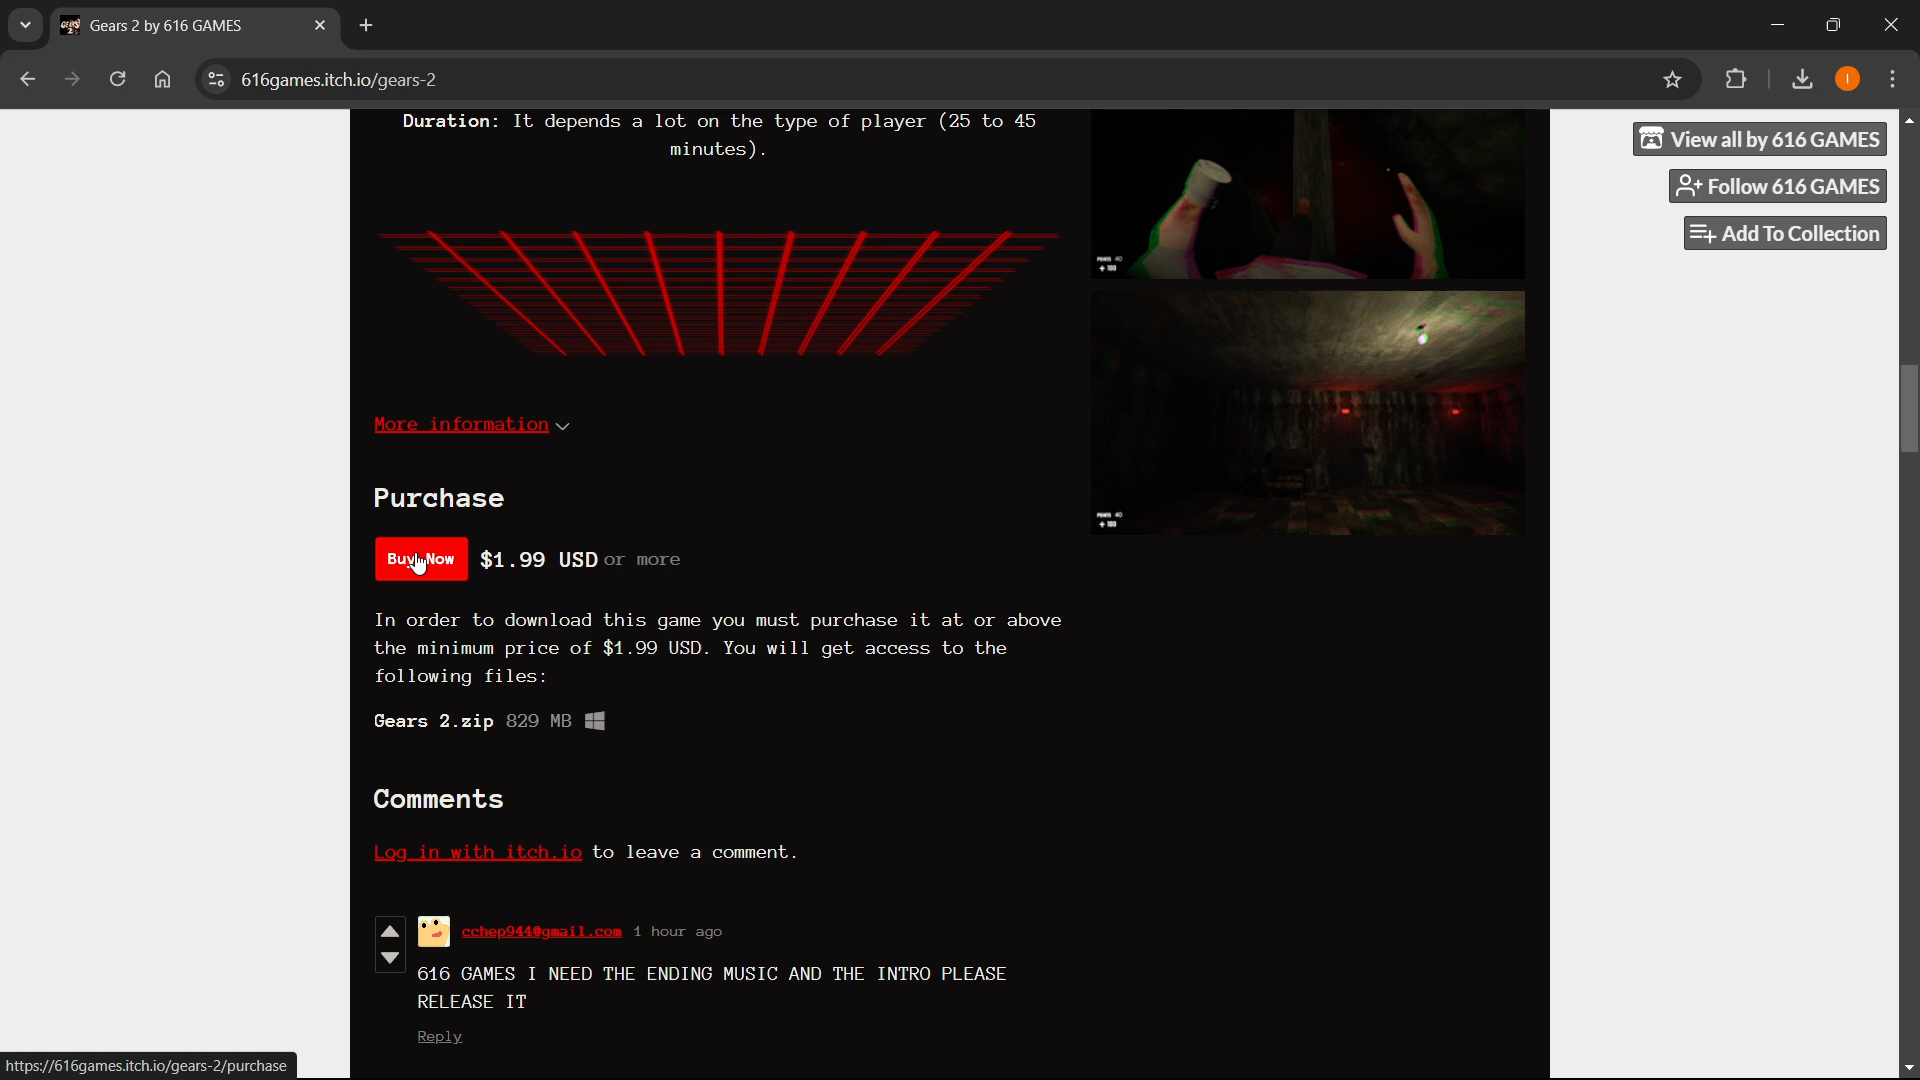 Gears 2 by 616 GAMES
616games.itch.io/gears-2
I
View all by 616 GAMES
Follow 616 GAMES
Add To Collection
Duration: It depends a lot on the type of player (25 to 45
minutes).
More information
Purchase
Buy Now $1.99 USD or more
In order to download this game you must purchase it at or above
the minimum price of $1.99 USD. You will get access to the
following files:
Gears 2.zip 829 MB
Comments
Log in with itch.io to leave a comment.
cchep944@gmail.com 1 hour ago
616 GAMES I NEED THE ENDING MUSIC AND THE INTRO PLEASE
RELEASE IT
Reply
https://616games.itch.io/gears-2/purchase